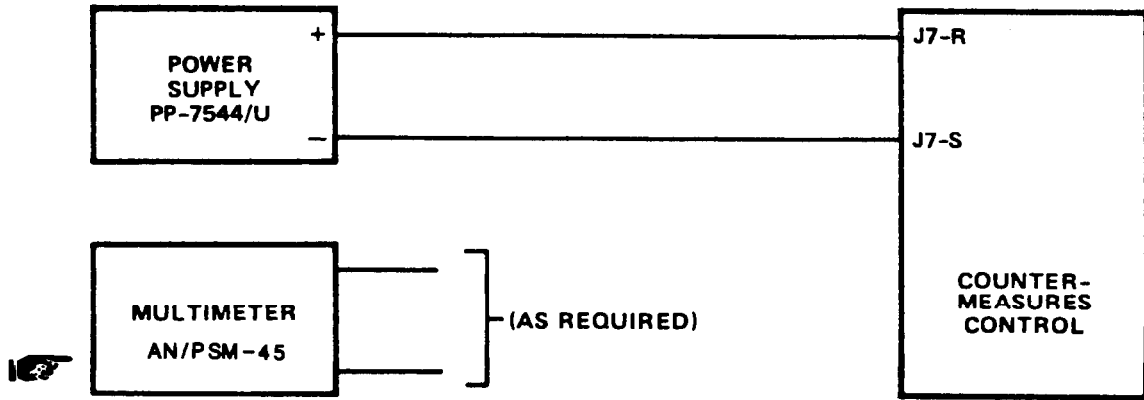 POWER
SUPPLY
PP-7544/U
+
−
J7-R
J7-S
MULTIMETER
AN/PSM-45
(AS REQUIRED)
COUNTER-
MEASURES
CONTROL